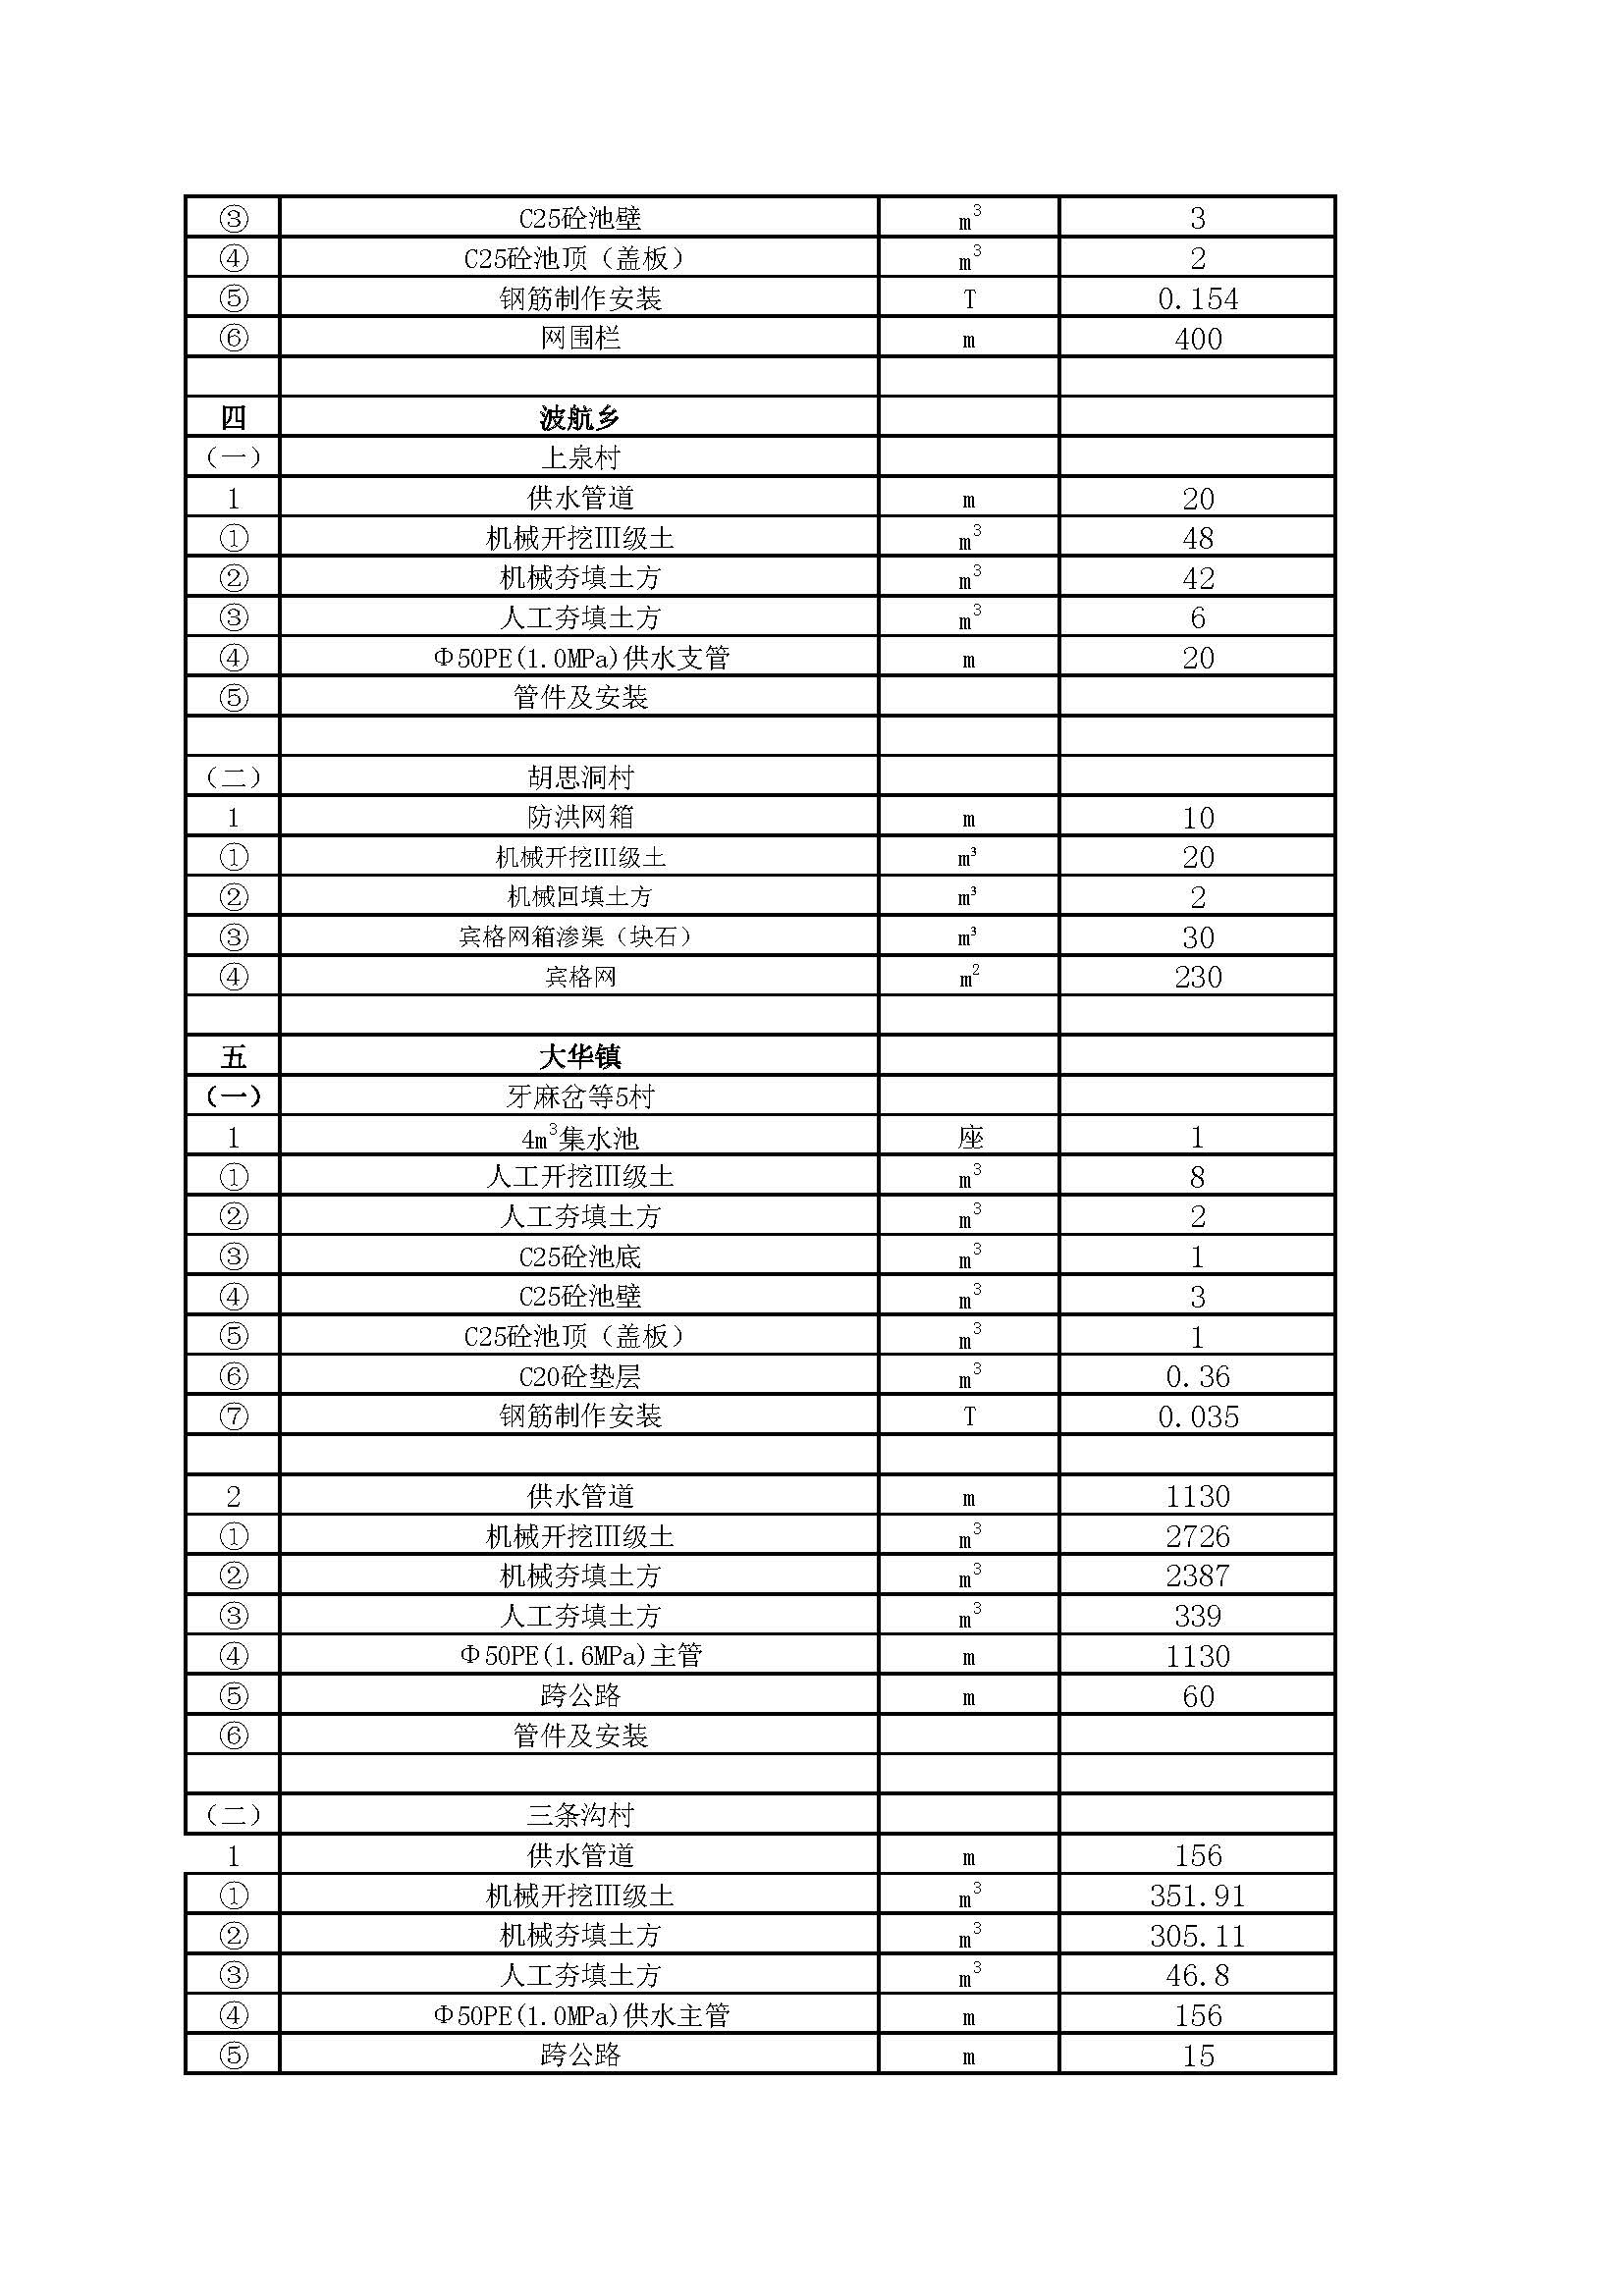 ③ C25砼池壁 m³ 3
④ C25砼池顶（盖板） m³ 2
⑤ 钢筋制作安装 T 0.154
⑥ 网围栏 m 400
四 波航乡
（一） 上泉村
1 供水管道 m 20
① 机械开挖Ⅲ级土 m³ 48
② 机械夯填土方 m³ 42
③ 人工夯填土方 m³ 6
④ Φ50PE(1.0MPa)供水支管 m 20
⑤ 管件及安装
（二） 胡思洞村
1 防洪网箱 m 10
① 机械开挖Ⅲ级土 m³ 20
② 机械回填土方 m³ 2
③ 宾格网箱渗渠（块石） m³ 30
④ 宾格网 m² 230
五 大华镇
（一） 牙麻岔等5村
1 4m³集水池 座 1
① 人工开挖Ⅲ级土 m³ 8
② 人工夯填土方 m³ 2
③ C25砼池底 m³ 1
④ C25砼池壁 m³ 3
⑤ C25砼池顶（盖板） m³ 1
⑥ C20砼垫层 m³ 0.36
⑦ 钢筋制作安装 T 0.035
2 供水管道 m 1130
① 机械开挖Ⅲ级土 m³ 2726
② 机械夯填土方 m³ 2387
③ 人工夯填土方 m³ 339
④ Φ50PE(1.6MPa)主管 m 1130
⑤ 跨公路 m 60
⑥ 管件及安装
（二） 三条沟村
1 供水管道 m 156
① 机械开挖Ⅲ级土 m³ 351.91
② 机械夯填土方 m³ 305.11
③ 人工夯填土方 m³ 46.8
④ Φ50PE(1.0MPa)供水主管 m 156
⑤ 跨公路 m 15